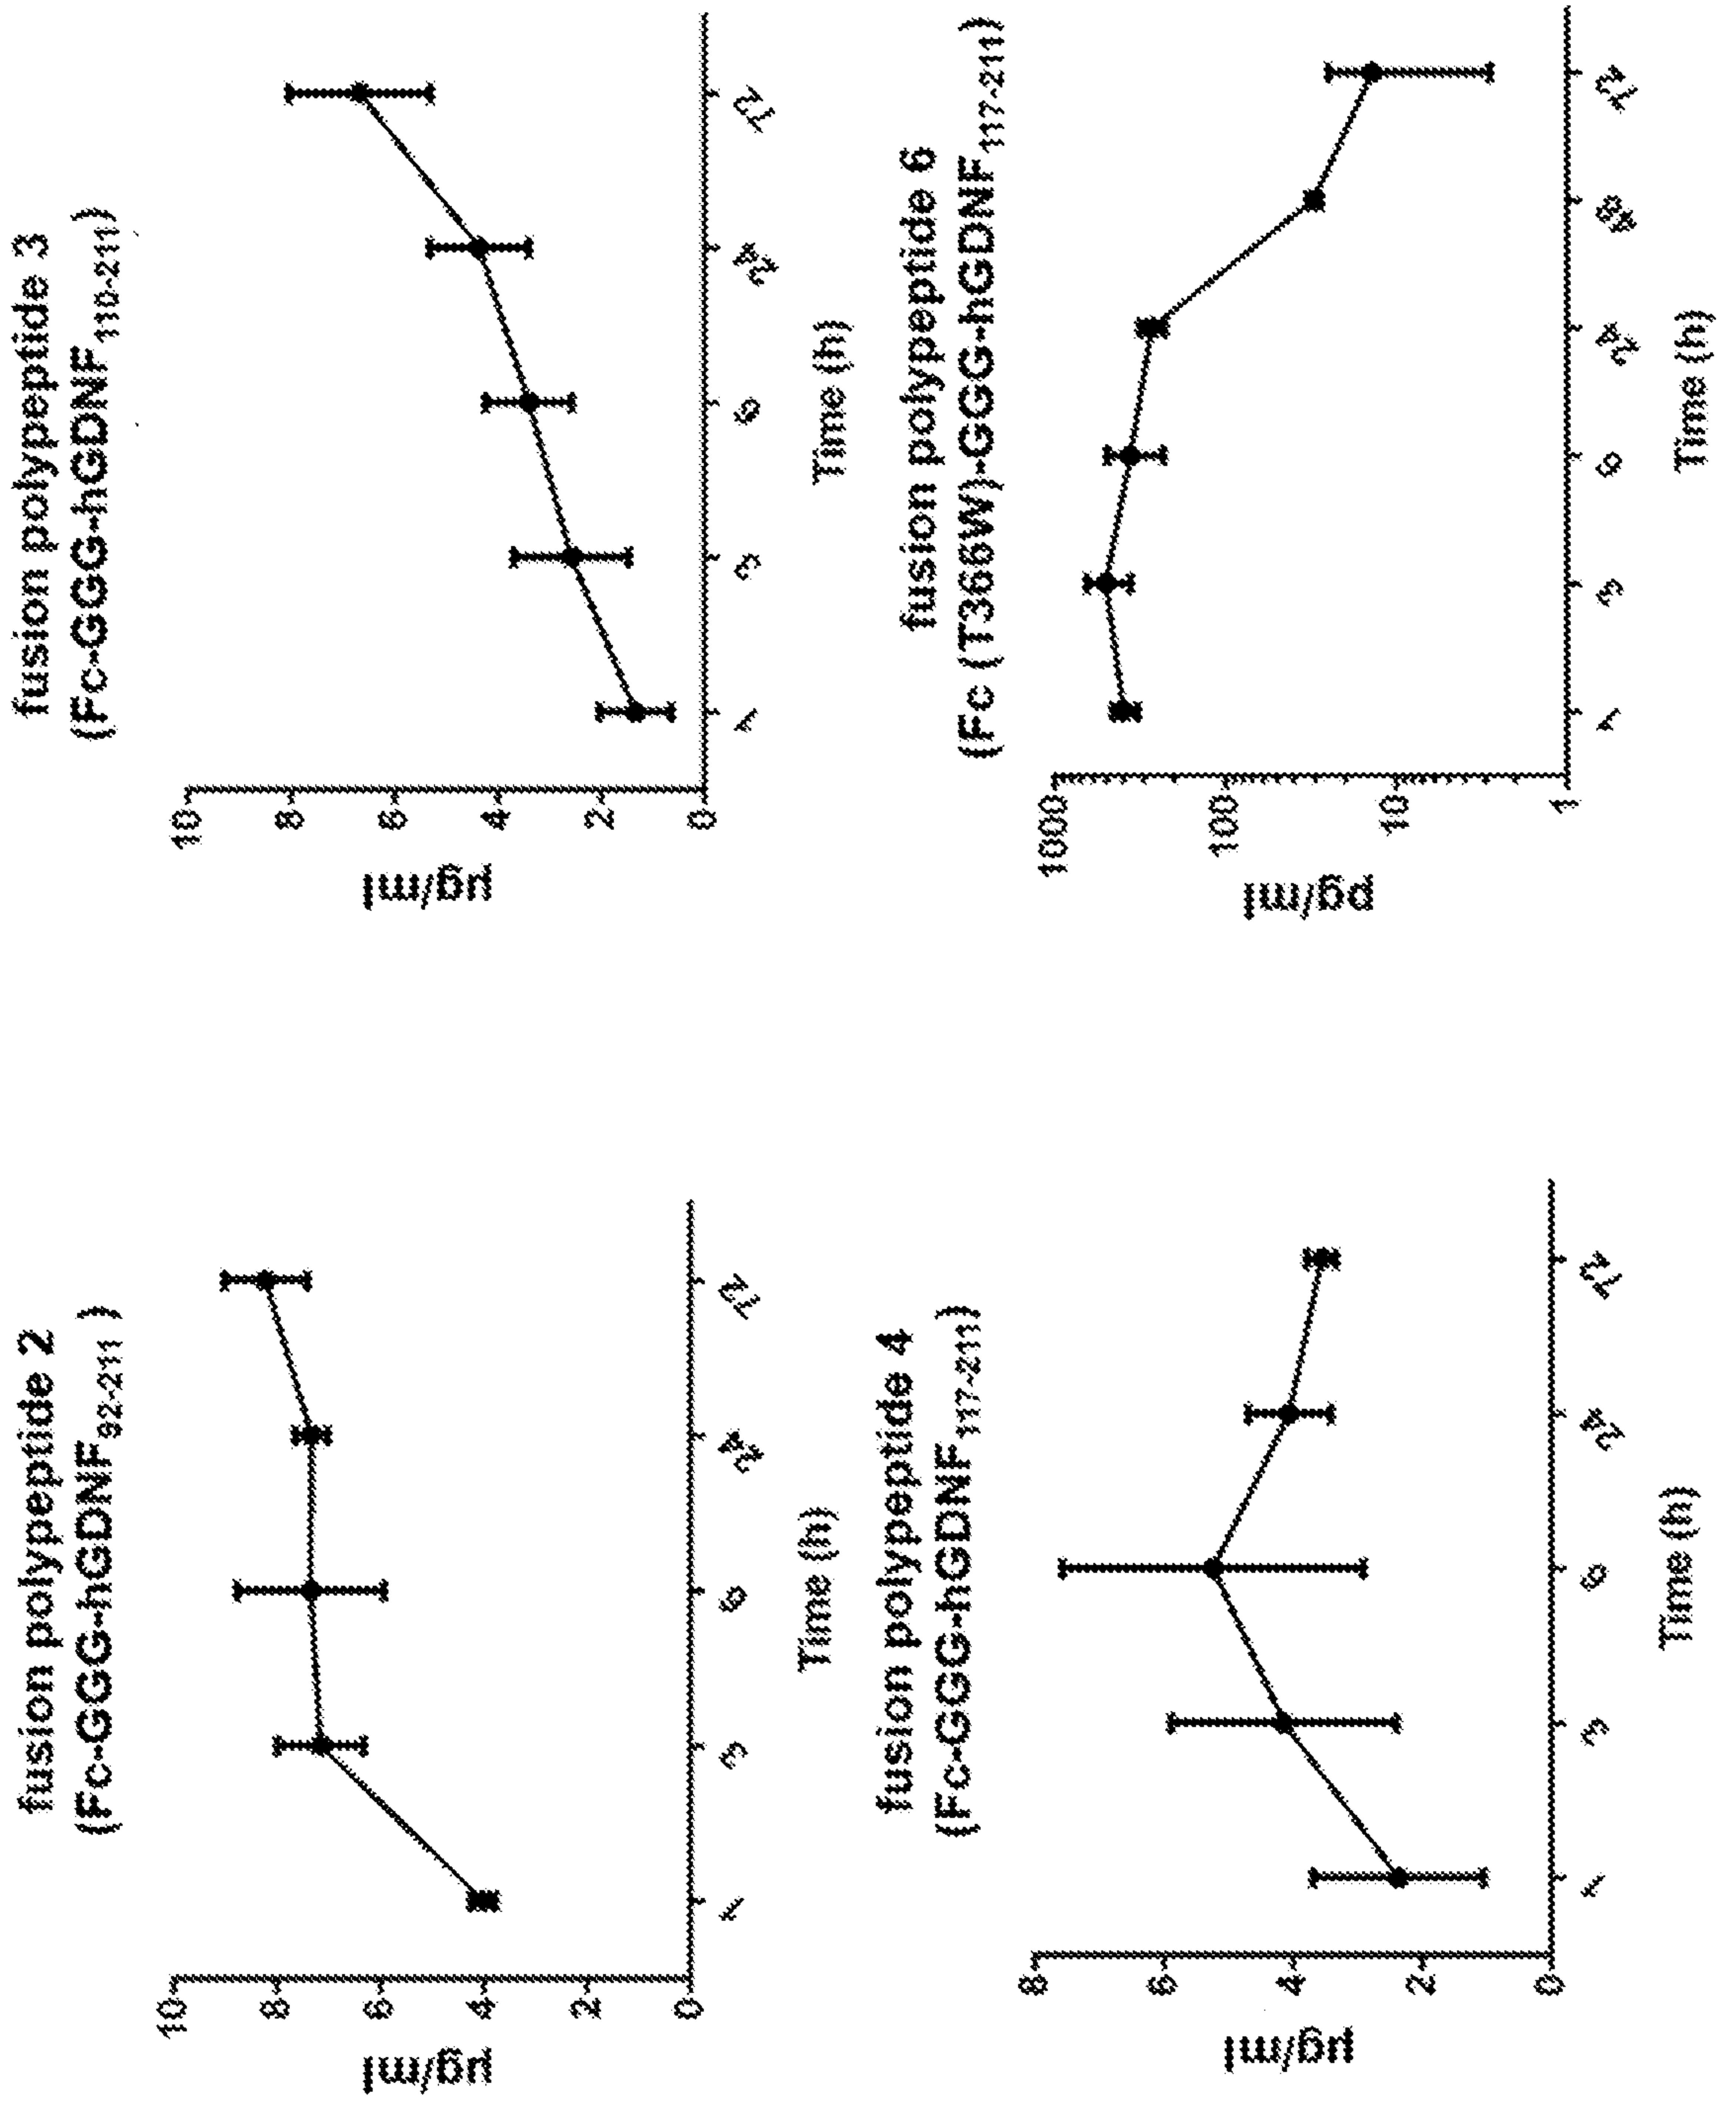 fusion polypeptide 2
(Fc-GGG-hGDNF92-211 )
µg/ml
10
8
6
4
2
0
1
3
6
24
72
Time (h)
fusion polypeptide 3
(Fc-GGG-hGDNF110-211)
µg/ml
10
8
6
4
2
0
1
3
6
24
72
Time (h)
fusion polypeptide 4
(Fc-GGG-hGDNF117-211)
µg/ml
8
6
4
2
0
1
3
6
24
72
Time (h)
fusion polypeptide 6
(Fc (T366W)-GGG-hGDNF117-211)
pg/ml
1000
100
10
1
1
3
6
24
48
72
Time (h)